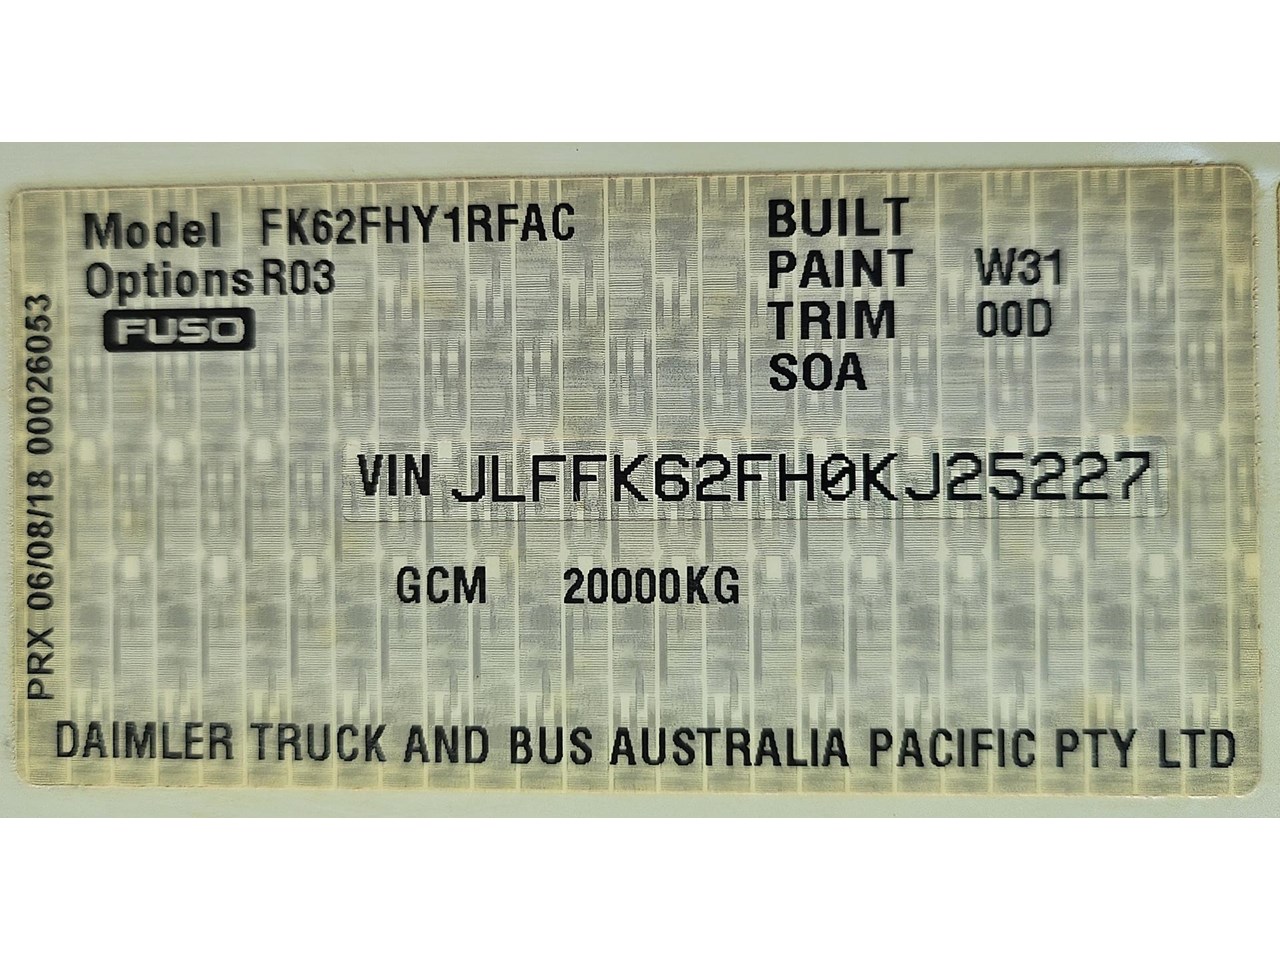 Model FK62FHY1RFAC
Options R03
FUSO
BUILT
PAINT W31
TRIM 00D
SOA
VIN JLFFK62FH0KJ25227
GCM 20000KG
PRX 06/08/18 00026053
DAIMLER TRUCK AND BUS AUSTRALIA PACIFIC PTY LTD